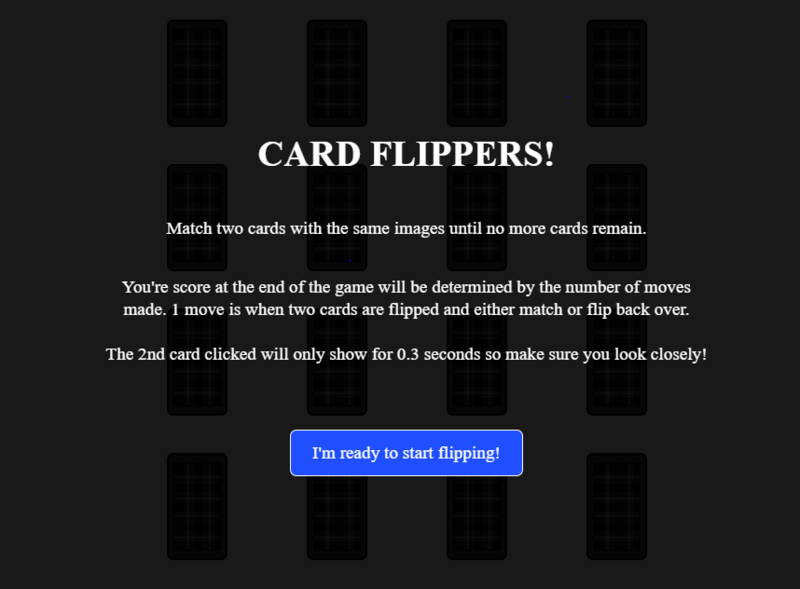 CARD FLIPPERS!
Match two cards with the same images until no more cards remain.
You're score at the end of the game will be determined by the number of moves
made. 1 move is when two cards are flipped and either match or flip back over.
The 2nd card clicked will only show for 0.3 seconds so make sure you look closely!
I'm ready to start flipping!